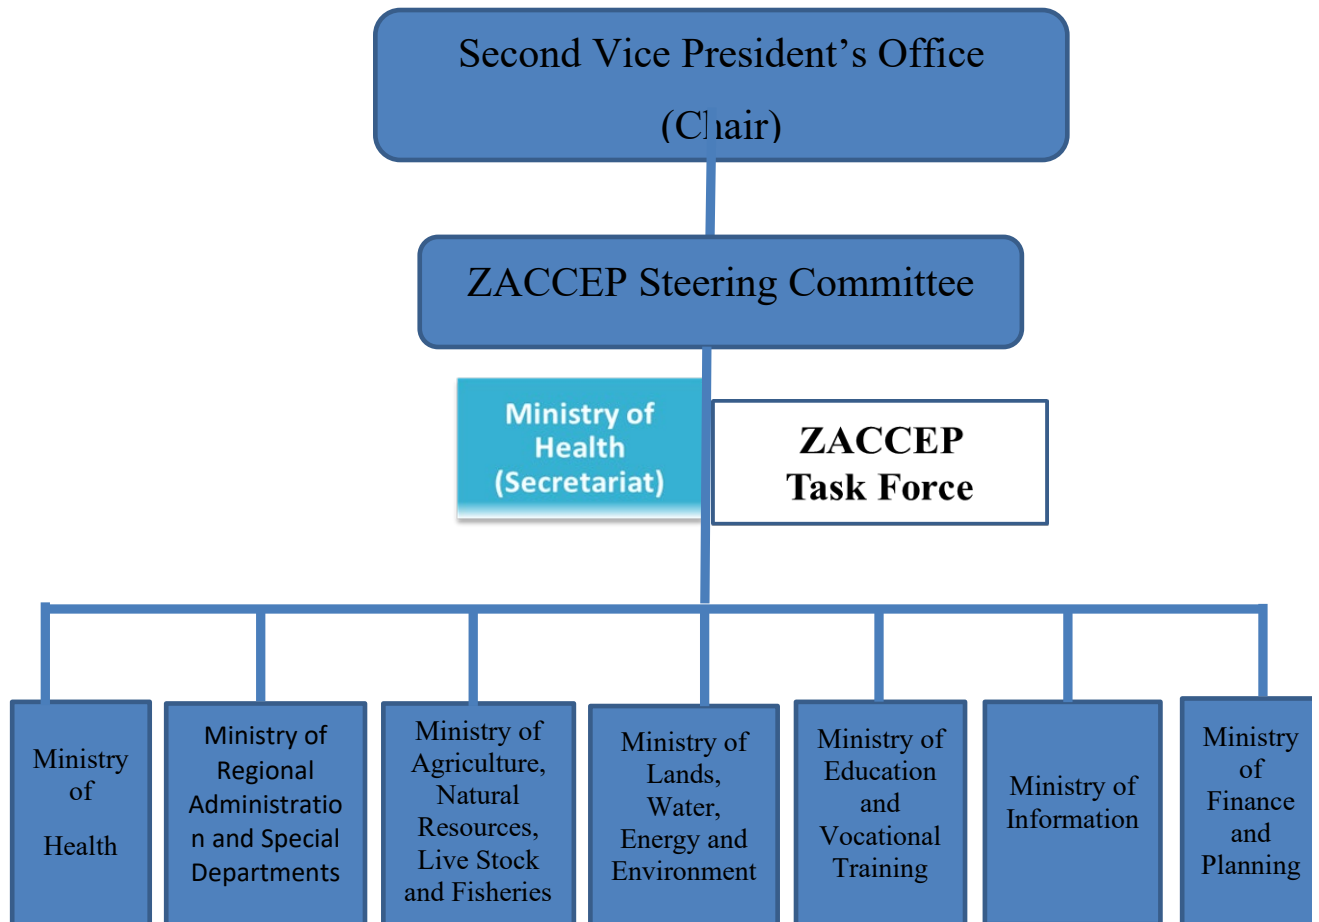 Second Vice President’s Office
(Chair)
ZACCEP Steering Committee
Ministry of
Health
(Secretariat)
ZACCEP
Task Force
Ministry
of
Health
Ministry of
Regional
Administratio
n and Special
Departments
Ministry of
Agriculture,
Natural
Resources,
Live Stock
and Fisheries
Ministry of
Lands,
Water,
Energy and
Environment
Ministry of
Education
and
Vocational
Training
Ministry of
Information
Ministry
of
Finance
and
Planning